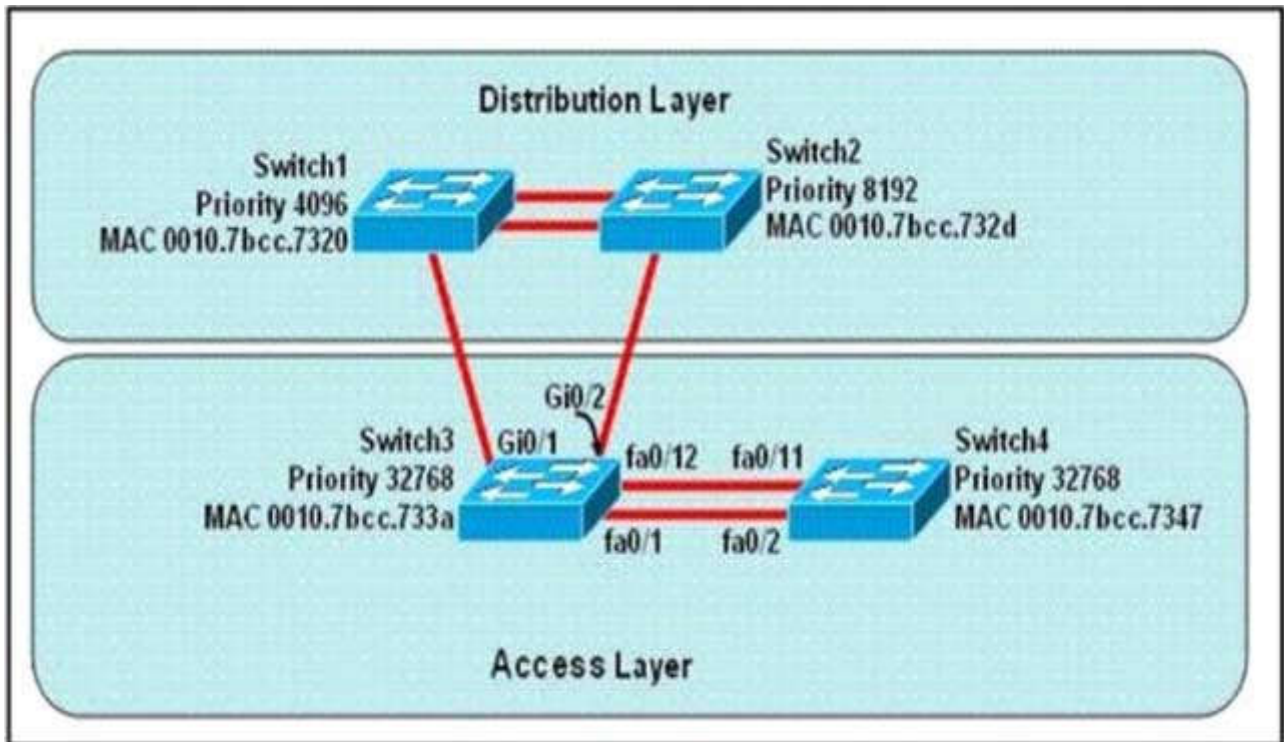 Distribution Layer
Switch1
Priority 4096
MAC 0010.7bcc.7320
Switch2
Priority 8192
MAC 0010.7bcc.732d
Gi0/2
Switch3
Priority 32768
MAC 0010.7bcc.733a
Gi0/1
fa0/12
fa0/11
fa0/1
fa0/2
Switch4
Priority 32768
MAC 0010.7bcc.7347
Access Layer